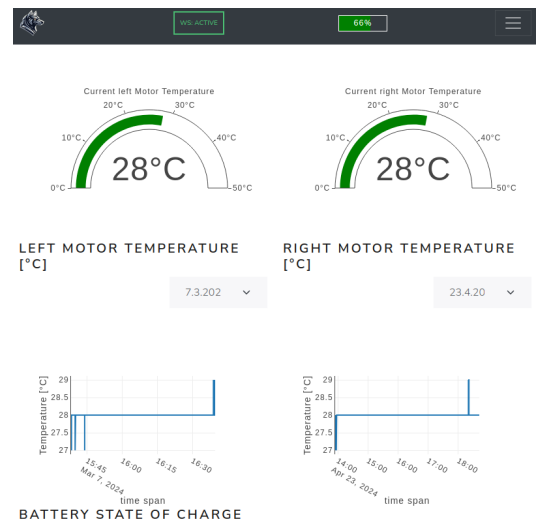 WS: ACTIVE
66%
Current left Motor Temperature
0°C 10°C 20°C 30°C 40°C 50°C
28°C
Current right Motor Temperature
0°C 10°C 20°C 30°C 40°C 50°C
28°C
LEFT MOTOR TEMPERATURE
[°C]
7.3.202
RIGHT MOTOR TEMPERATURE
[°C]
23.4.20
Temperature [°C]
29
28.5
28
27.5
27
15:45 16:00 16:15 16:30
Mar 7, 2024
time span
Temperature [°C]
29
28.5
28
27.5
27
14:00 15:00 16:00 17:00 18:00
Apr 23, 2024
time span
BATTERY STATE OF CHARGE